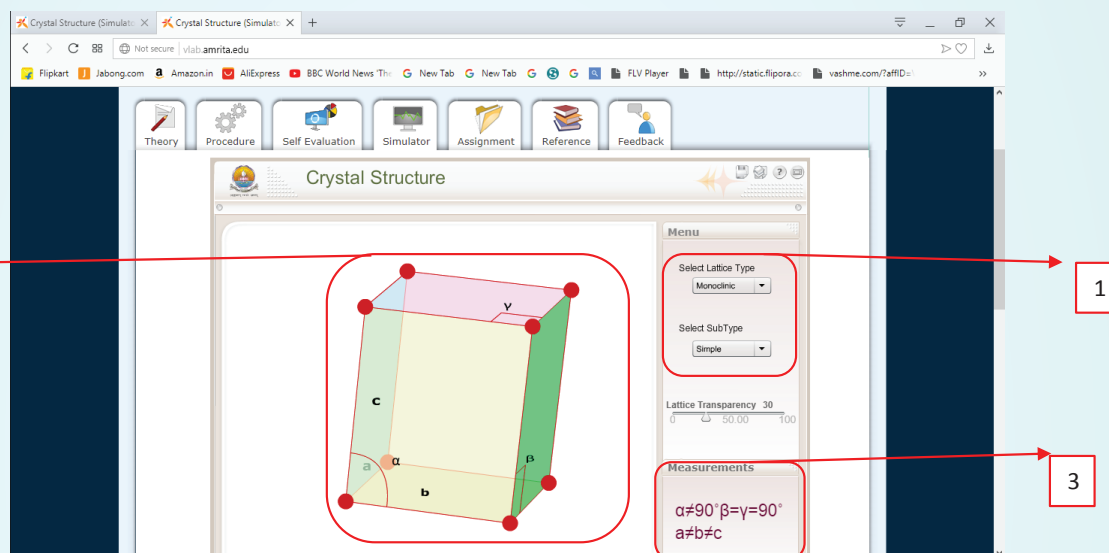 Crystal Structure (Simulato
Crystal Structure (Simulato
Not secure vlab.amrita.edu
Flipkart Jabong.com Amazon.in AliExpress BBC World News 'The New Tab New Tab FLV Player http://static.flipora.co vashme.com/?affID=
Theory Procedure Self Evaluation Simulator Assignment Reference Feedback
Crystal Structure
Menu
Select Lattice Type
Monoclinic
1
Select SubType
Simple
γ
c
Lattice Transparency 30
0 50.00 100
a α β
b
Measurements
3
α≠90°β=γ=90°
a≠b≠c